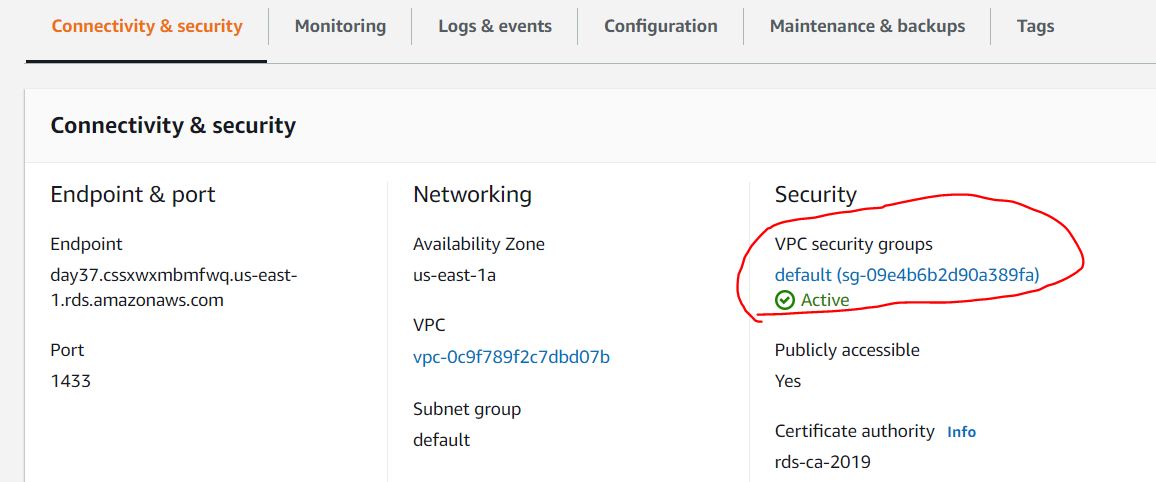 Connectivity & security
Monitoring
Logs & events
Configuration
Maintenance & backups
Tags
Connectivity & security
Endpoint & port
Endpoint
day37.cssxwxmbmfwq.us-east-
1.rds.amazonaws.com
Port
1433
Networking
Availability Zone
us-east-1a
VPC
vpc-0c9f789f2c7dbd07b
Subnet group
default
Security
VPC security groups
default (sg-09e4b6b2d90a389fa)
Active
Publicly accessible
Yes
Certificate authority Info
rds-ca-2019